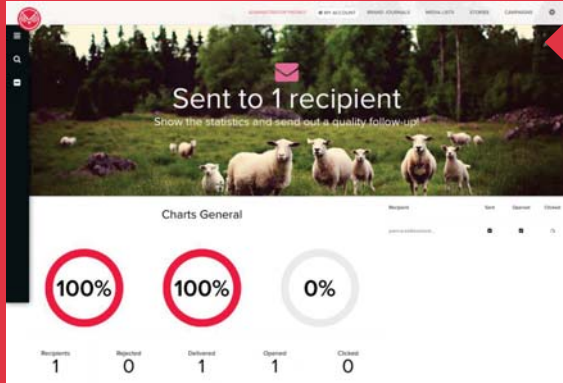 MY ACCOUNT BRAND JOURNALS MEDIA LISTS STORIES CAMPAIGNS
Sent to 1 recipient
Show the statistics and send out a quality follow-up!
Charts General
Recipient Sent Opened Clicked
100% 100% 0%
Recipients Rejected Delivered Opened Clicked
1 0 1 1 0